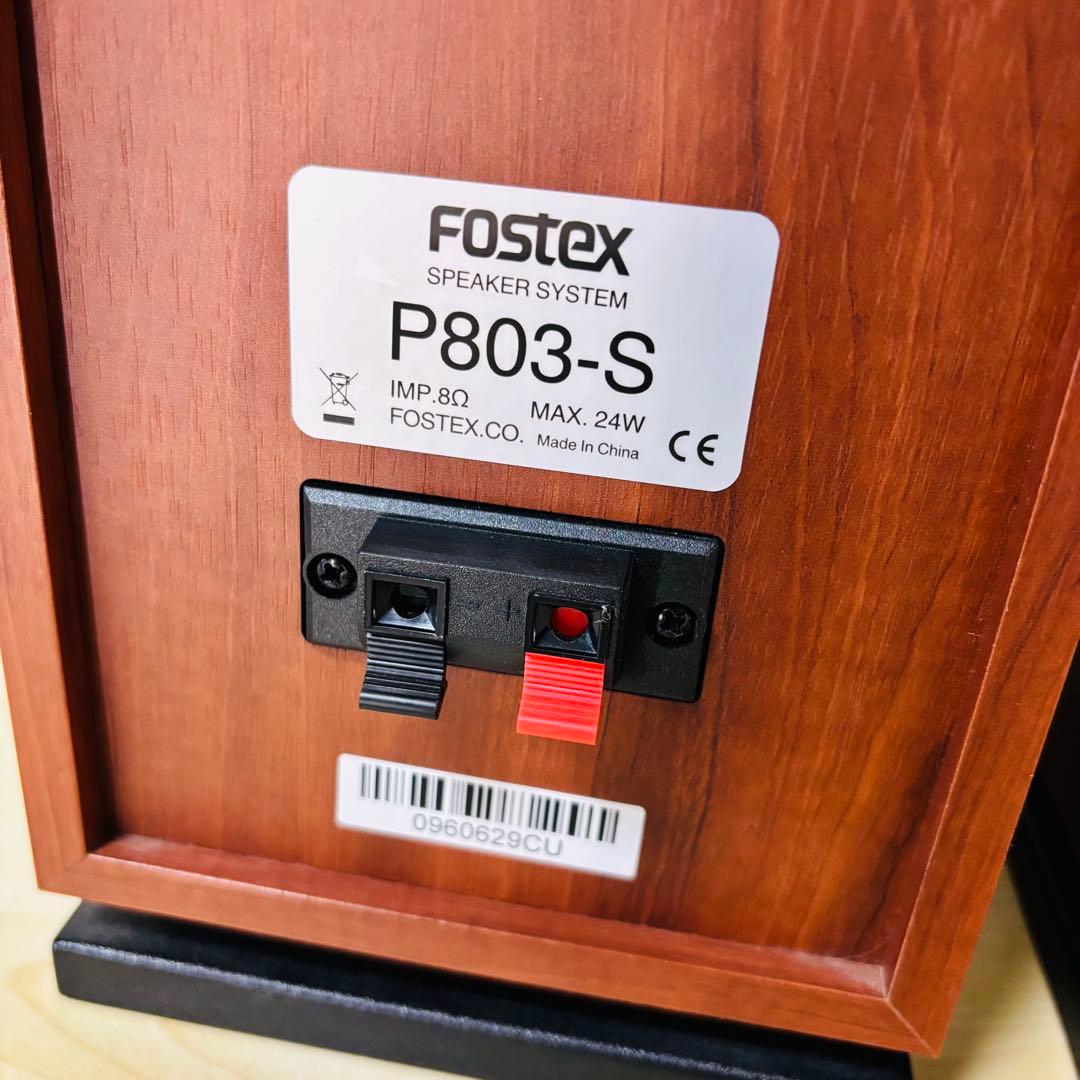 FOSTEX
SPEAKER SYSTEM
P803-S
IMP.8Ω MAX. 24W
FOSTEX.CO. Made In China
CE
- +
0960629CU